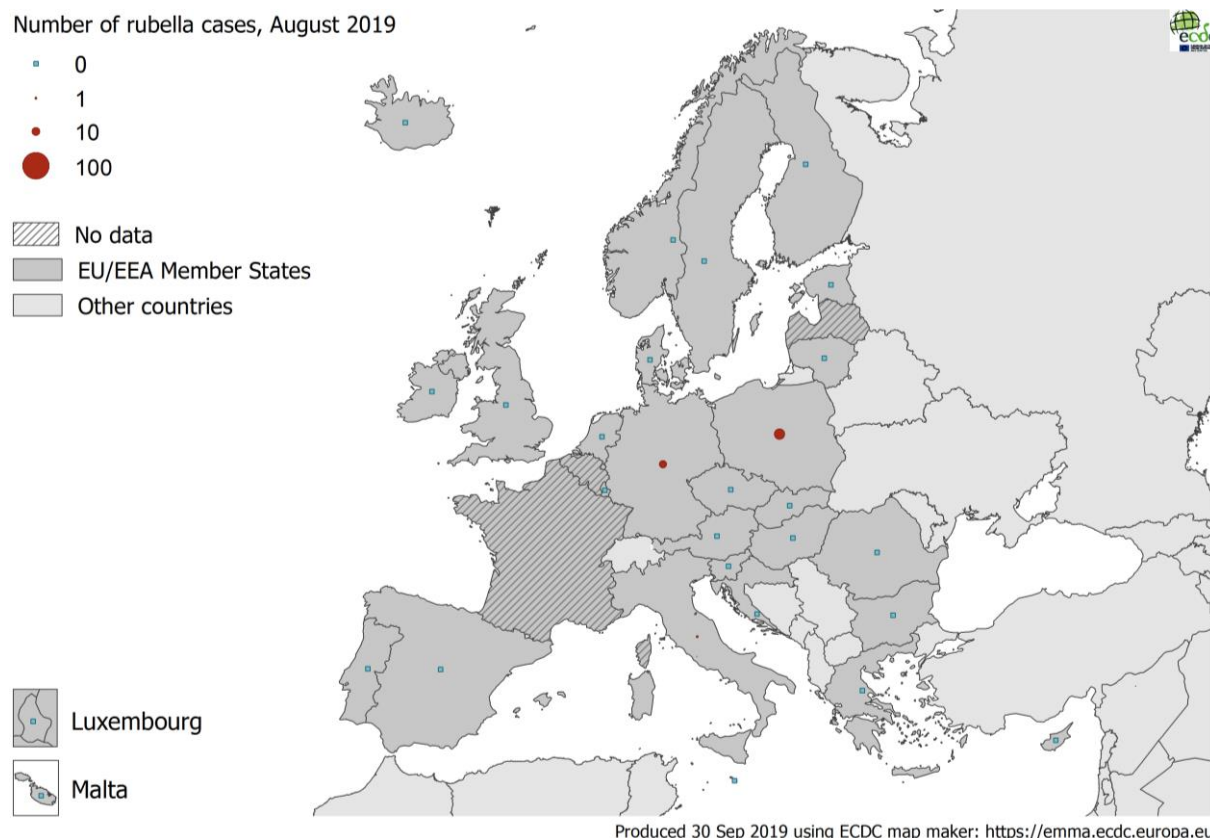 Number of rubella cases, August 2019
0
1
10
100
No data
EU/EEA Member States
Other countries
Luxembourg
Malta
Produced 30 Sep 2019 using ECDC map maker: https://emma.ecdc.europa.eu